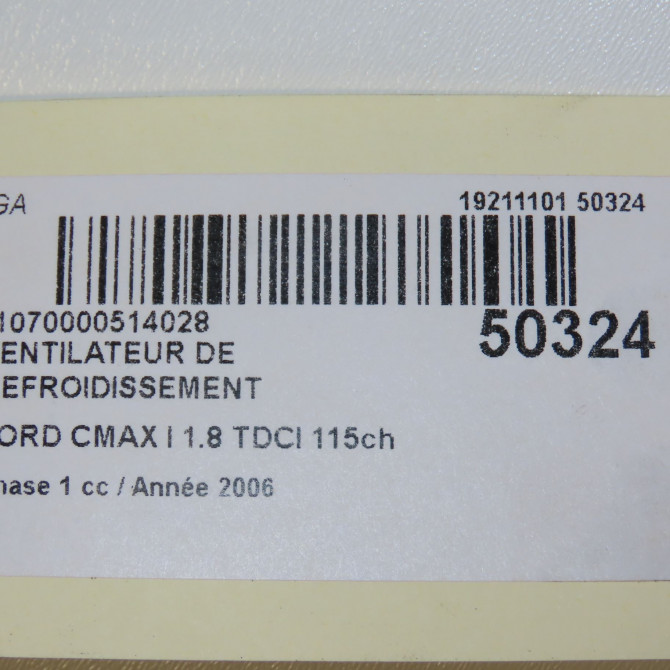 GA
19211101 50324
1070000514028
50324
ENTILATEUR DE
EFROIDISSEMENT
ORD CMAX I 1.8 TDCI 115ch
hase 1 cc / Année 2006